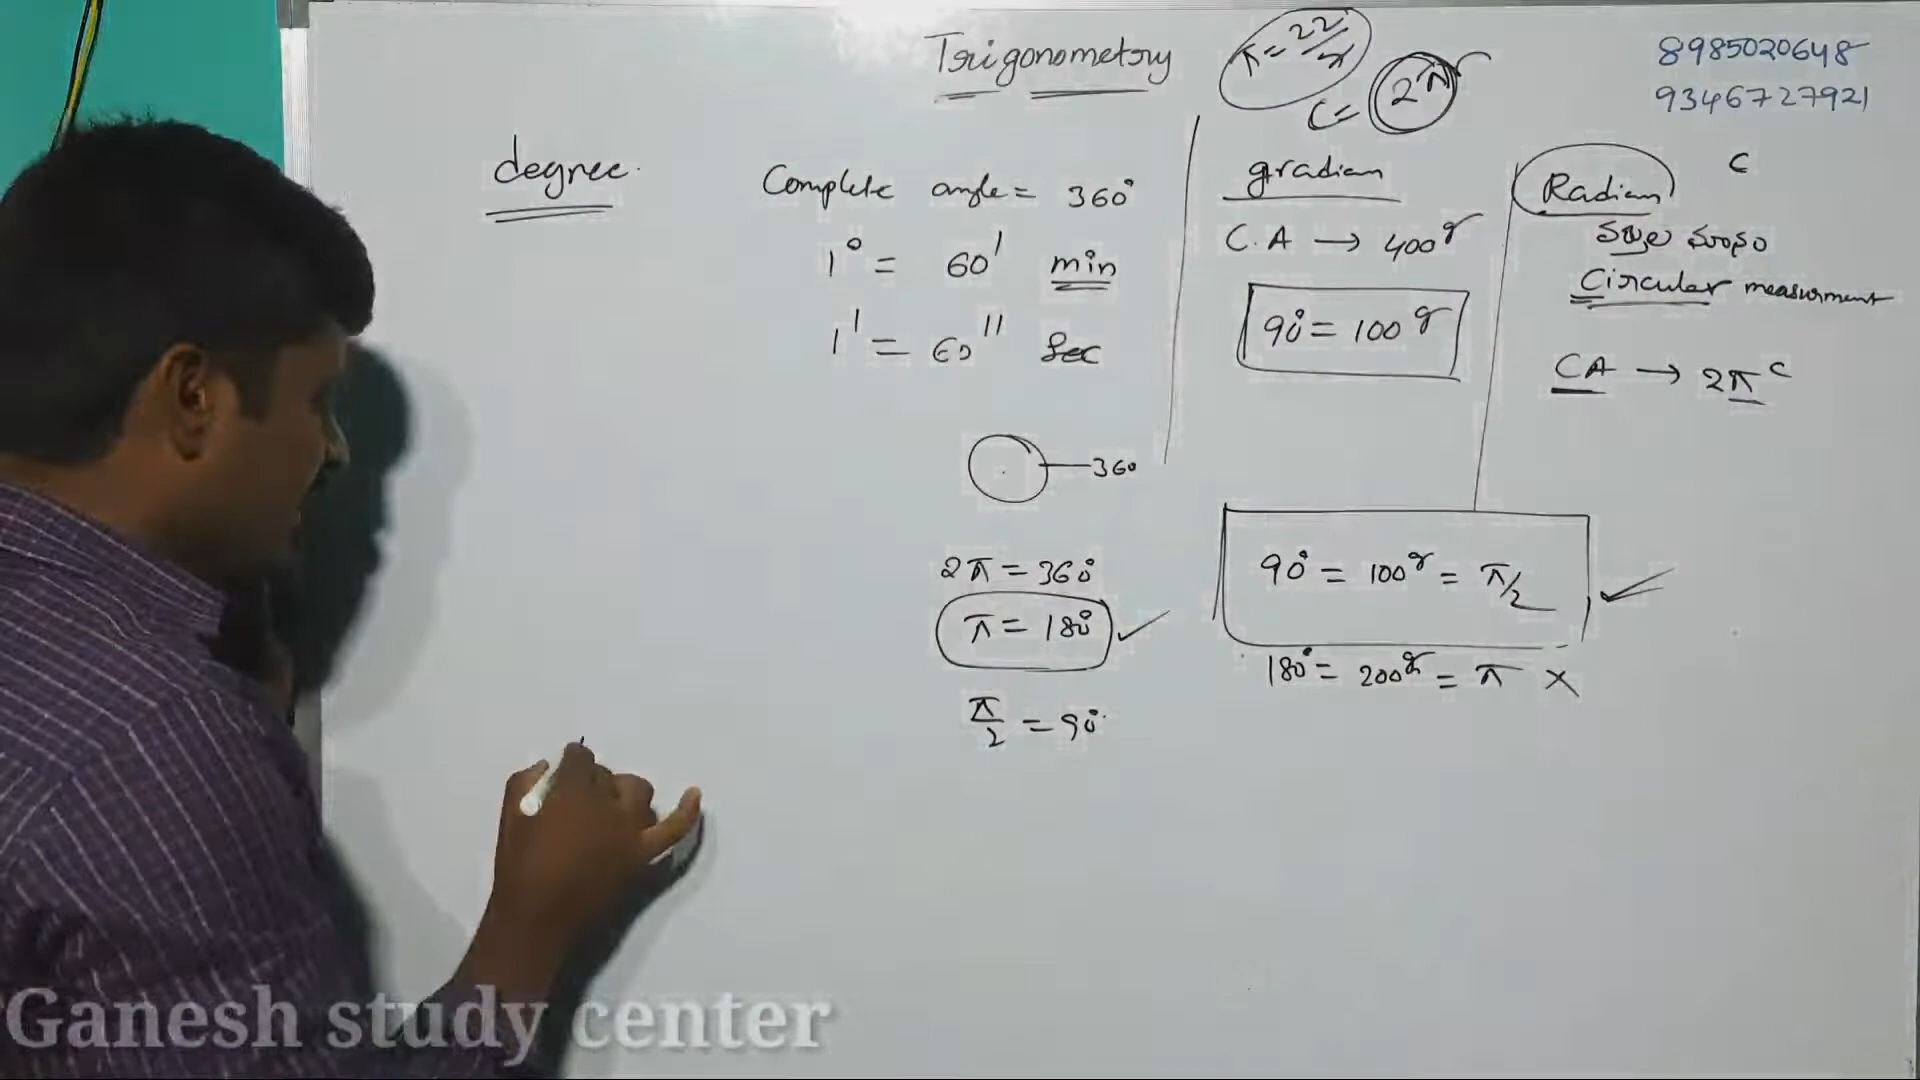 Trigonometry
π = 22/7
C = 2πr
8985020648
9346727921
degree.
Complete angle = 360°
1° = 60' min
1' = 60'' Sec
360
2π = 360°
π = 180° ✓
π/2 = 90°
gradian
C.A → 400g
90° = 100g
Radian
c
Circular measurment
CA → 2πc
90° = 100g = π/2 ✓
180° = 200g = π ×
Ganesh study center